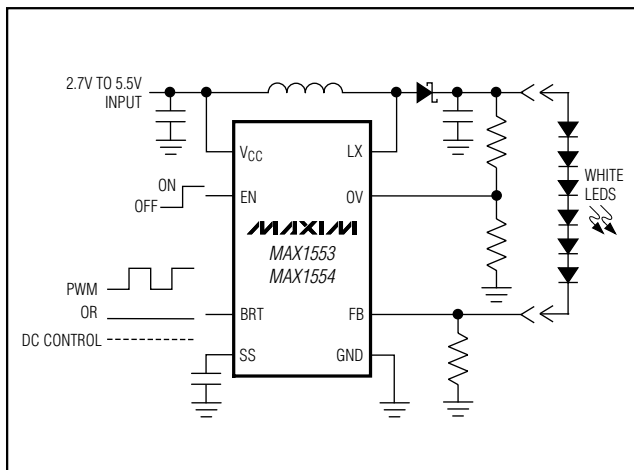 2.7V TO 5.5V
INPUT
VCC
LX
ON
OFF
EN
OV
WHITE
LEDS
MAXIM
MAX1553
MAX1554
PWM
OR
DC CONTROL
BRT
FB
SS
GND